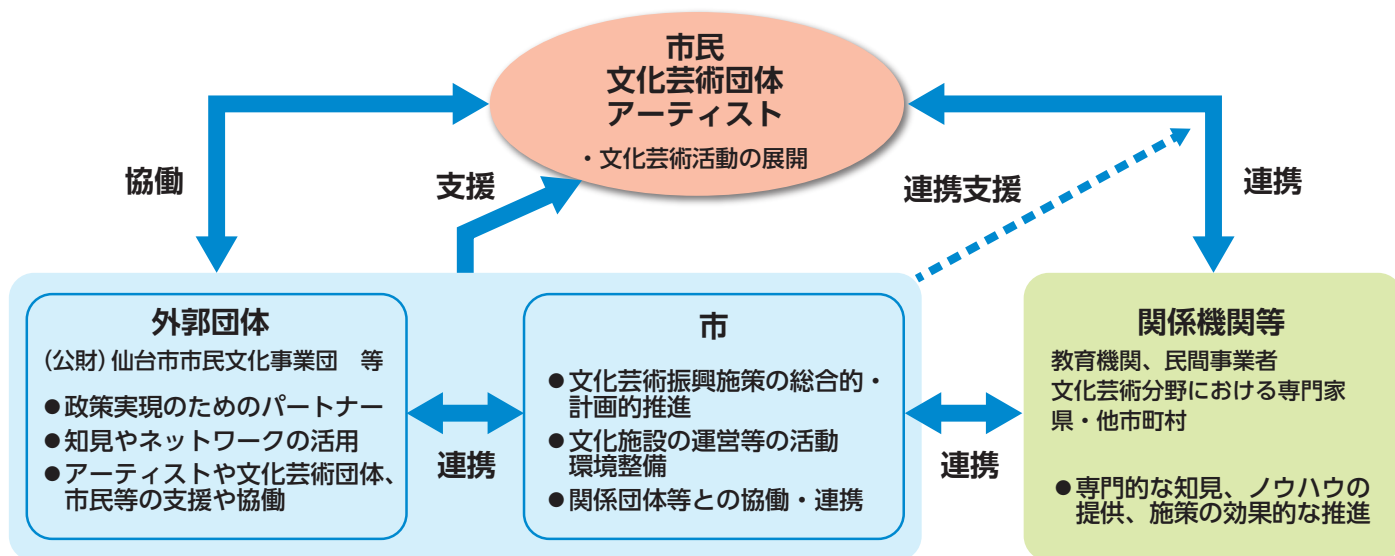 市民
文化芸術団体
アーティスト
・文化芸術活動の展開
協働
支援
連携支援
連携
外郭団体
(公財)仙台市市民文化事業団　等
●政策実現のためのパートナー
●知見やネットワークの活用
●アーティストや文化芸術団体、
市民等の支援や協働
連携
市
●文化芸術振興施策の総合的・
計画的推進
●文化施設の運営等の活動
環境整備
●関係団体等との協働・連携
連携
関係機関等
教育機関、民間事業者
文化芸術分野における専門家
県・他市町村
●専門的な知見、ノウハウの
提供、施策の効果的な推進